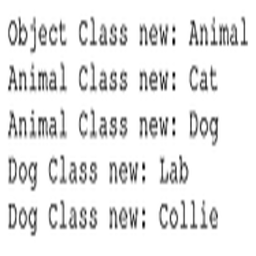 Object Class new: Animal
Animal Class new: Cat
Animal Class new: Dog
Dog Class new: Lab
Dog Class new: Collie